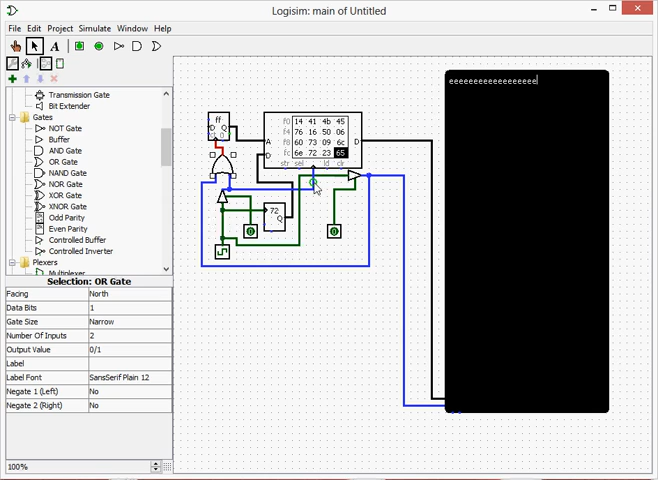 Logisim: main of Untitled
File Edit Project Simulate Window Help
Transmission Gate
Bit Extender
Gates
NOT Gate
Buffer
AND Gate
OR Gate
NAND Gate
NOR Gate
XOR Gate
XNOR Gate
Odd Parity
Even Parity
Controlled Buffer
Controlled Inverter
Plexers
Multiplexer
Selection: OR Gate
Facing North
Data Bits 1
Gate Size Narrow
Number Of Inputs 2
Output Value 0/1
Label
Label Font SansSerif Plain 12
Negate 1 (Left) No
Negate 2 (Right) No
100%
ff
D Q
0
f0 14 41 4b 45
f4 76 16 50 06
f8 60 73 09 6c
fc 6e 72 23 65
A D
D
str sel ld clr
72
Q
0
0
eeeeeeeeeeeeeeeeee